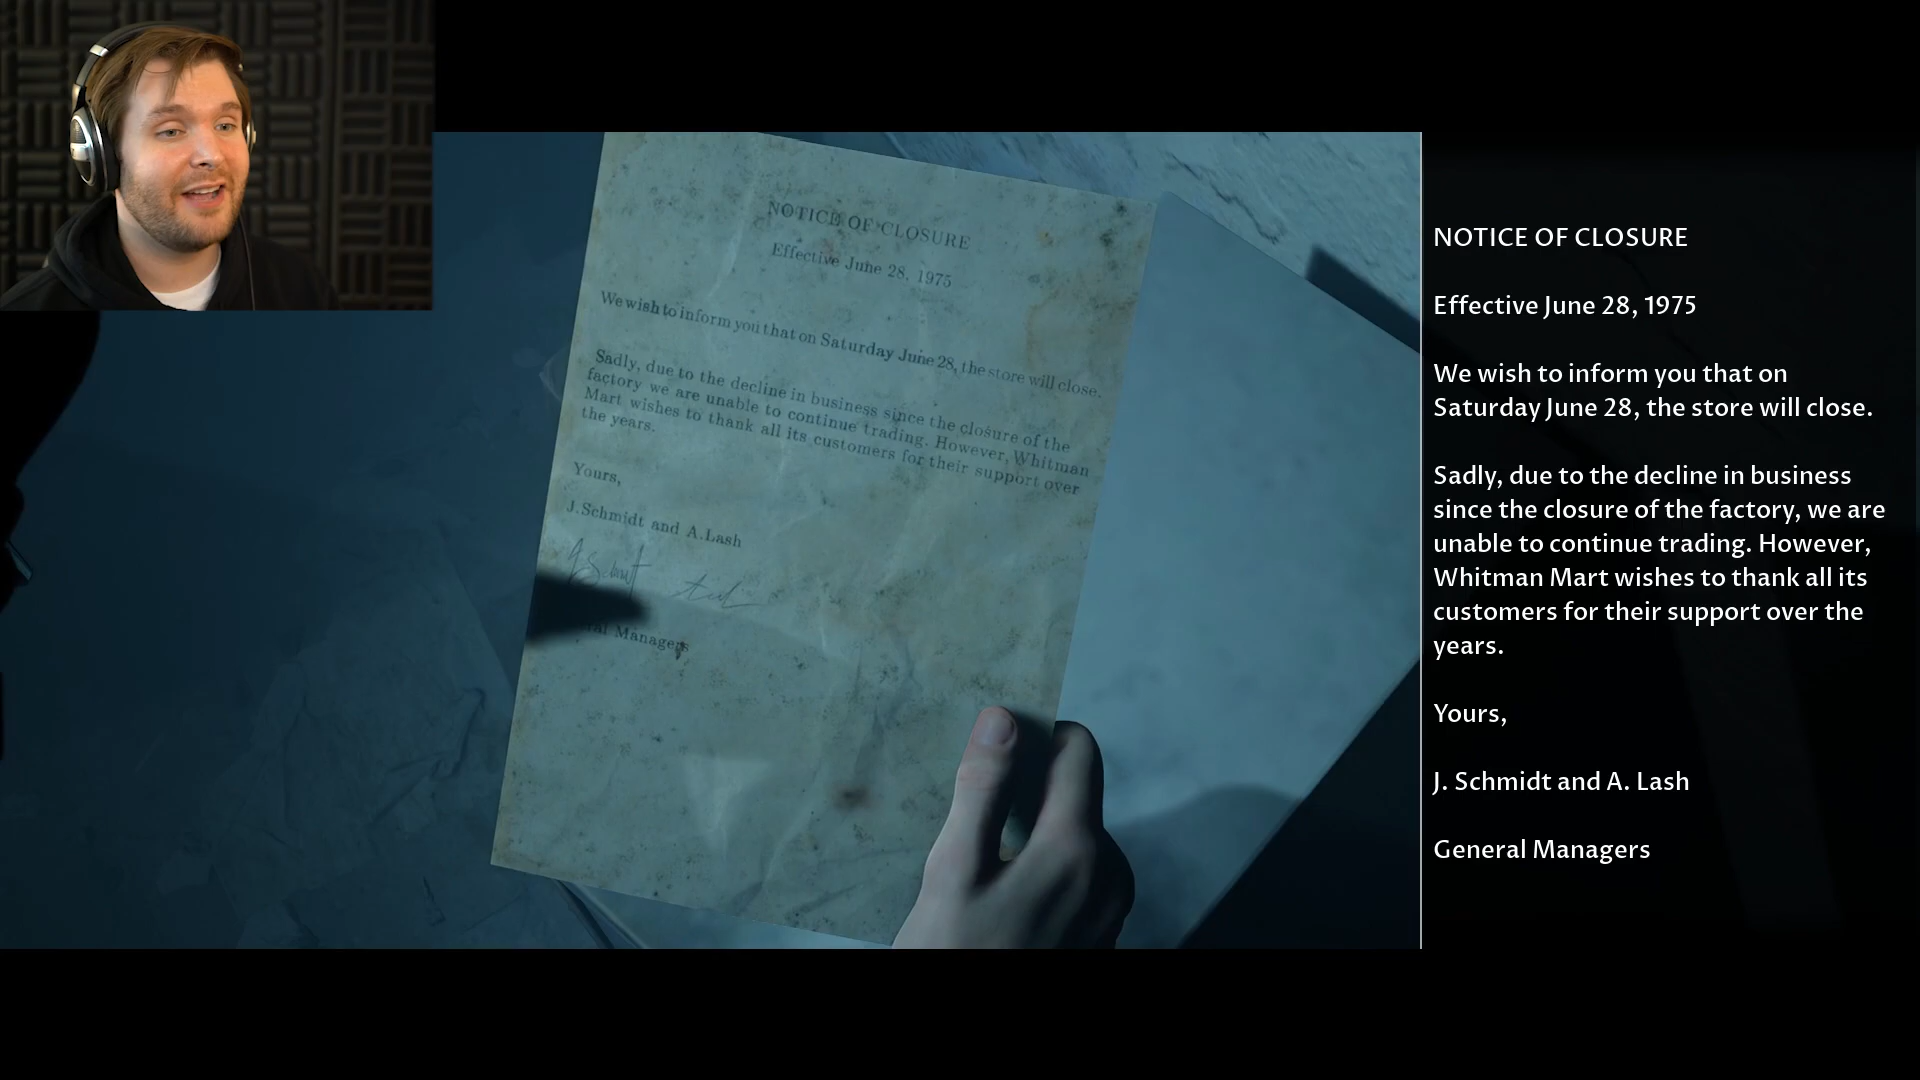 NOTICE OF CLOSURE
Effective June 28, 1975
We wish to inform you that on Saturday June 28, the store will close.
Sadly, due to the decline in business since the closure of the
factory we are unable to continue trading. However, Whitman
Mart wishes to thank all its customers for their support over
the years.
Yours,
J.Schmidt and A.Lash
Managers
NOTICE OF CLOSURE
Effective June 28, 1975
We wish to inform you that on
Saturday June 28, the store will close.
Sadly, due to the decline in business
since the closure of the factory, we are
unable to continue trading. However,
Whitman Mart wishes to thank all its
customers for their support over the
years.
Yours,
J. Schmidt and A. Lash
General Managers